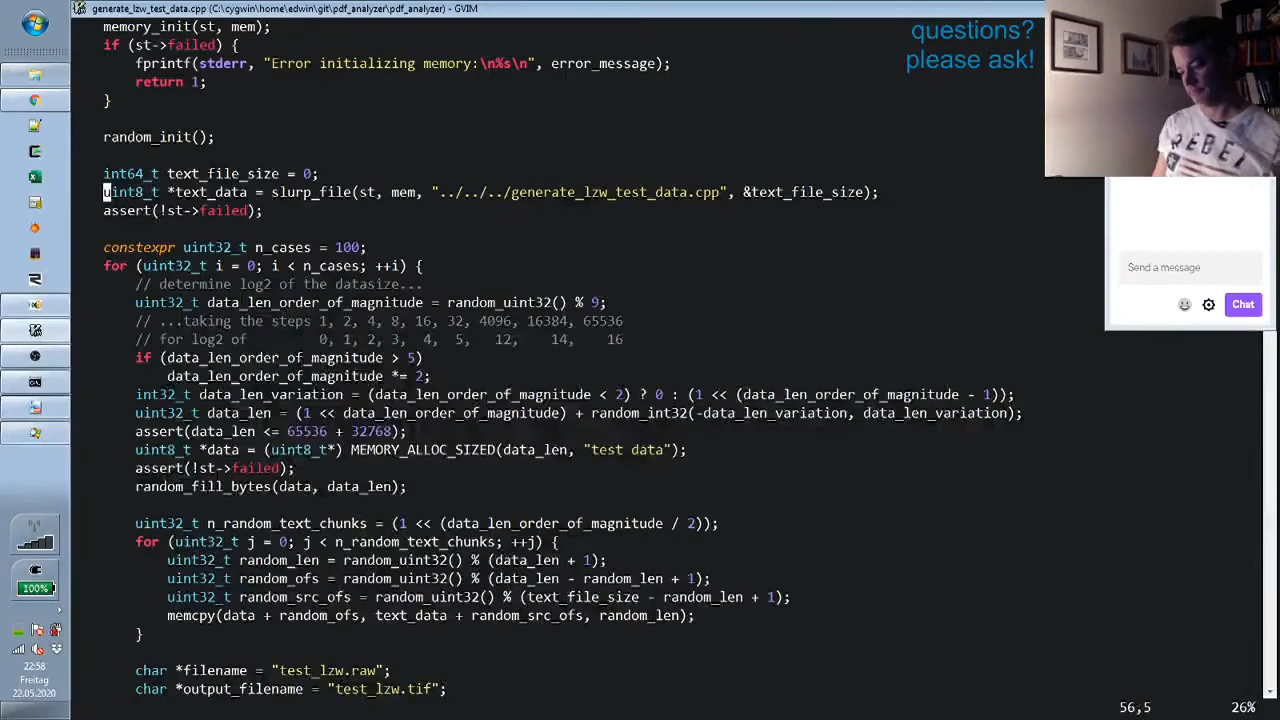 generate_lzw_test_data.cpp (C:\cygwin\home\edwin\git\pdf_analyzer\pdf_analyzer) - GVIM
memory_init(st, mem);
if (st->failed) {
fprintf(stderr, "Error initializing memory:\n%s\n", error_message);
return 1;
}
random_init();
int64_t text_file_size = 0;
uint8_t *text_data = slurp_file(st, mem, "../../../generate_lzw_test_data.cpp", &text_file_size);
assert(!st->failed);
constexpr uint32_t n_cases = 100;
for (uint32_t i = 0; i < n_cases; ++i) {
// determine log2 of the datasize...
uint32_t data_len_order_of_magnitude = random_uint32() % 9;
// ...taking the steps 1, 2, 4, 8, 16, 32, 4096, 16384, 65536
// for log2 of 0, 1, 2, 3, 4, 5, 12, 14, 16
if (data_len_order_of_magnitude > 5)
data_len_order_of_magnitude *= 2;
int32_t data_len_variation = (data_len_order_of_magnitude < 2) ? 0 : (1 << (data_len_order_of_magnitude - 1));
uint32_t data_len = (1 << data_len_order_of_magnitude) + random_int32(-data_len_variation, data_len_variation);
assert(data_len <= 65536 + 32768);
uint8_t *data = (uint8_t*) MEMORY_ALLOC_SIZED(data_len, "test data");
assert(!st->failed);
random_fill_bytes(data, data_len);
uint32_t n_random_text_chunks = (1 << (data_len_order_of_magnitude / 2));
for (uint32_t j = 0; j < n_random_text_chunks; ++j) {
uint32_t random_len = random_uint32() % (data_len + 1);
uint32_t random_ofs = random_uint32() % (data_len - random_len + 1);
uint32_t random_src_ofs = random_uint32() % (text_file_size - random_len + 1);
memcpy(data + random_ofs, text_data + random_src_ofs, random_len);
}
char *filename = "test_lzw.raw";
char *output_filename = "test_lzw.tif";
56,5 26%
questions?
please ask!
REBEL
Send a message
Chat
100%
22:58
Freitag
22.05.2020